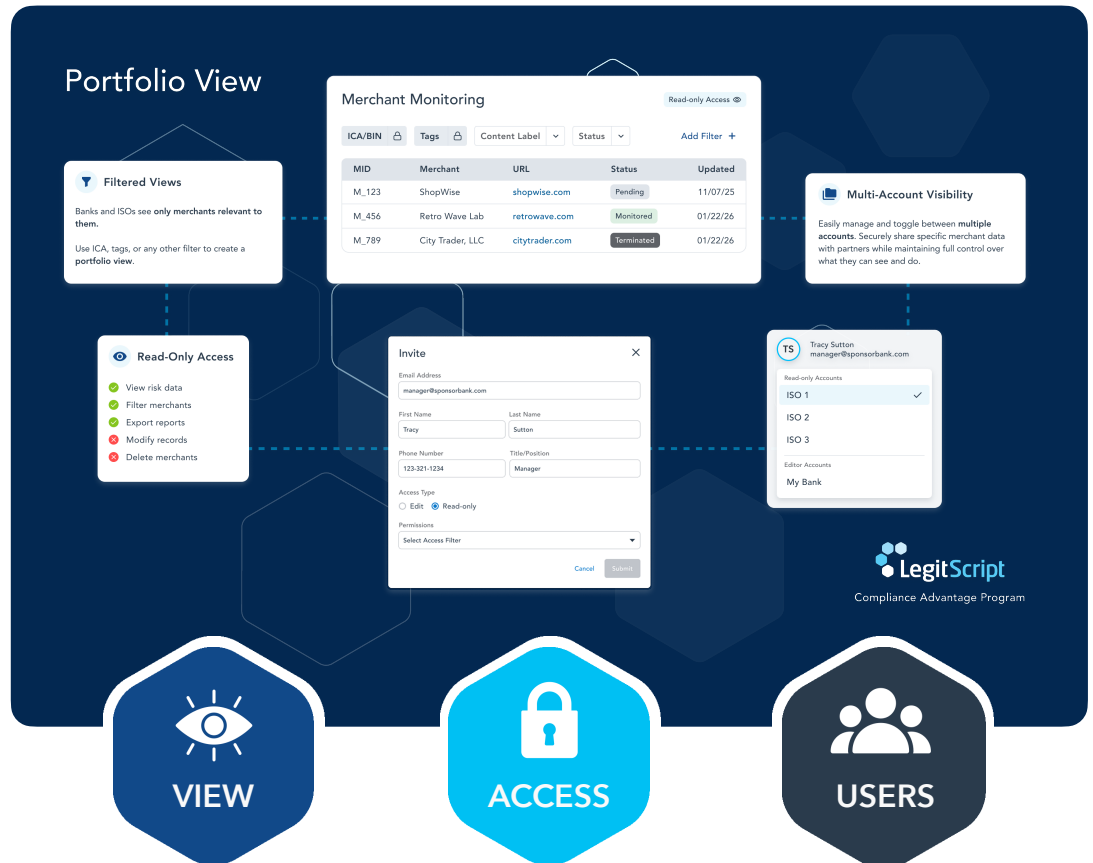 Portfolio View
Merchant Monitoring
Read-only Access
ICA/BIN
Tags
Content Label
Status
Add Filter +
MID Merchant URL Status Updated
M_123 ShopWise shopwise.com Pending 11/07/25
M_456 Retro Wave Lab retrowave.com Monitored 01/22/26
M_789 City Trader, LLC citytrader.com Terminated 01/22/26
Filtered Views
Banks and ISOs see only merchants relevant to
them.
Use ICA, tags, or any other filter to create a
portfolio view.
Multi-Account Visibility
Easily manage and toggle between multiple
accounts. Securely share specific merchant data
with partners while maintaining full control over
what they can see and do.
Read-Only Access
View risk data
Filter merchants
Export reports
Modify records
Delete merchants
Invite
Email Address
manager@sponsorbank.com
First Name Last Name
Tracy Sutton
Phone Number Title/Position
123-321-1234 Manager
Access Type
Edit Read-only
Permissions
Select Access Filter
Cancel Submit
TS
Tracy Sutton
manager@sponsorbank.com
Read-only Accounts
ISO 1
ISO 2
ISO 3
Editor Accounts
My Bank
LegitScript
Compliance Advantage Program
VIEW
ACCESS
USERS